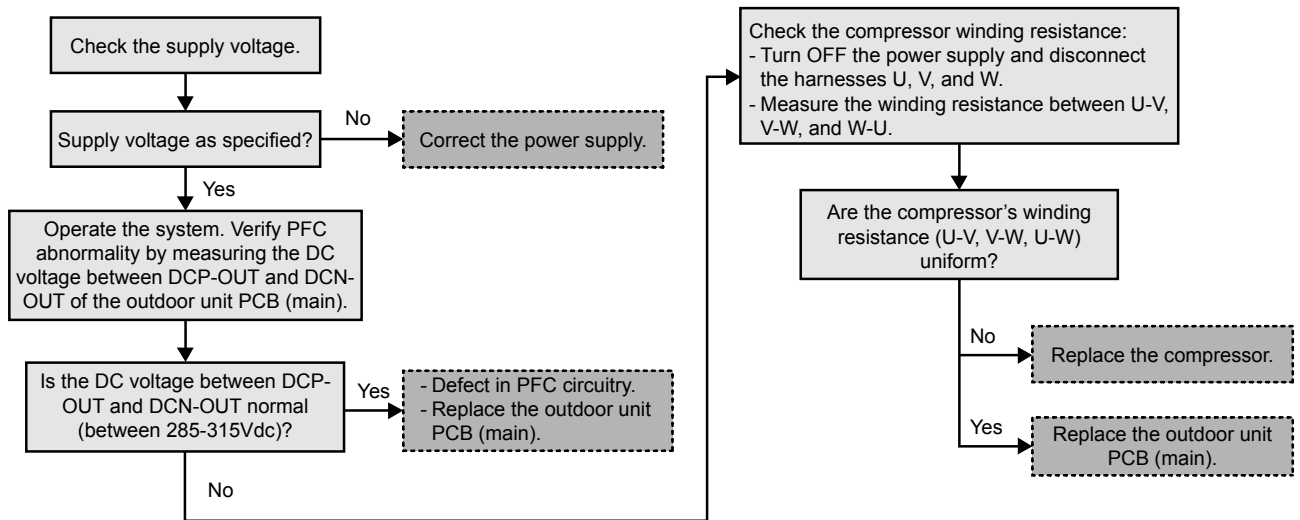 Check the supply voltage.
Supply voltage as specified?
No
Correct the power supply.
Yes
Operate the system. Verify PFC
abnormality by measuring the DC
voltage between DCP-OUT and DCN-
OUT of the outdoor unit PCB (main).
Is the DC voltage between DCP-
OUT and DCN-OUT normal
(between 285-315Vdc)?
Yes
- Defect in PFC circuitry.
- Replace the outdoor unit
PCB (main).
No
Check the compressor winding resistance:
- Turn OFF the power supply and disconnect
the harnesses U, V, and W.
- Measure the winding resistance between U-V,
V-W, and W-U.
Are the compressor's winding
resistance (U-V, V-W, U-W)
uniform?
No
Replace the compressor.
Yes
Replace the outdoor unit
PCB (main).